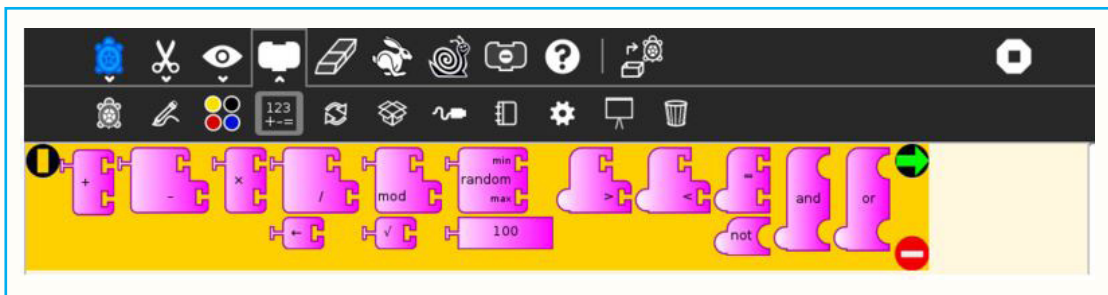 ?
123
+-=
+ - × / mod min random max > < = and or
← √ 100 not